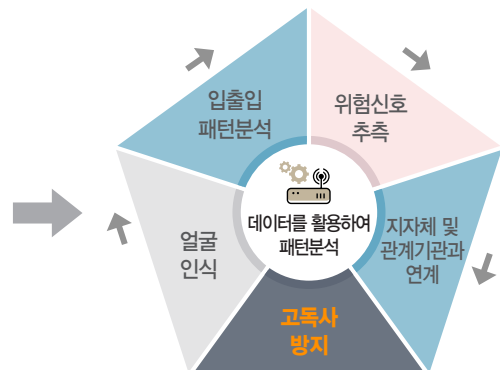 입출입
패턴분석
위험신호
추측
데이터를 활용하여
패턴분석
지자체 및
관계기관과
연계
얼굴
인식
고독사
방지